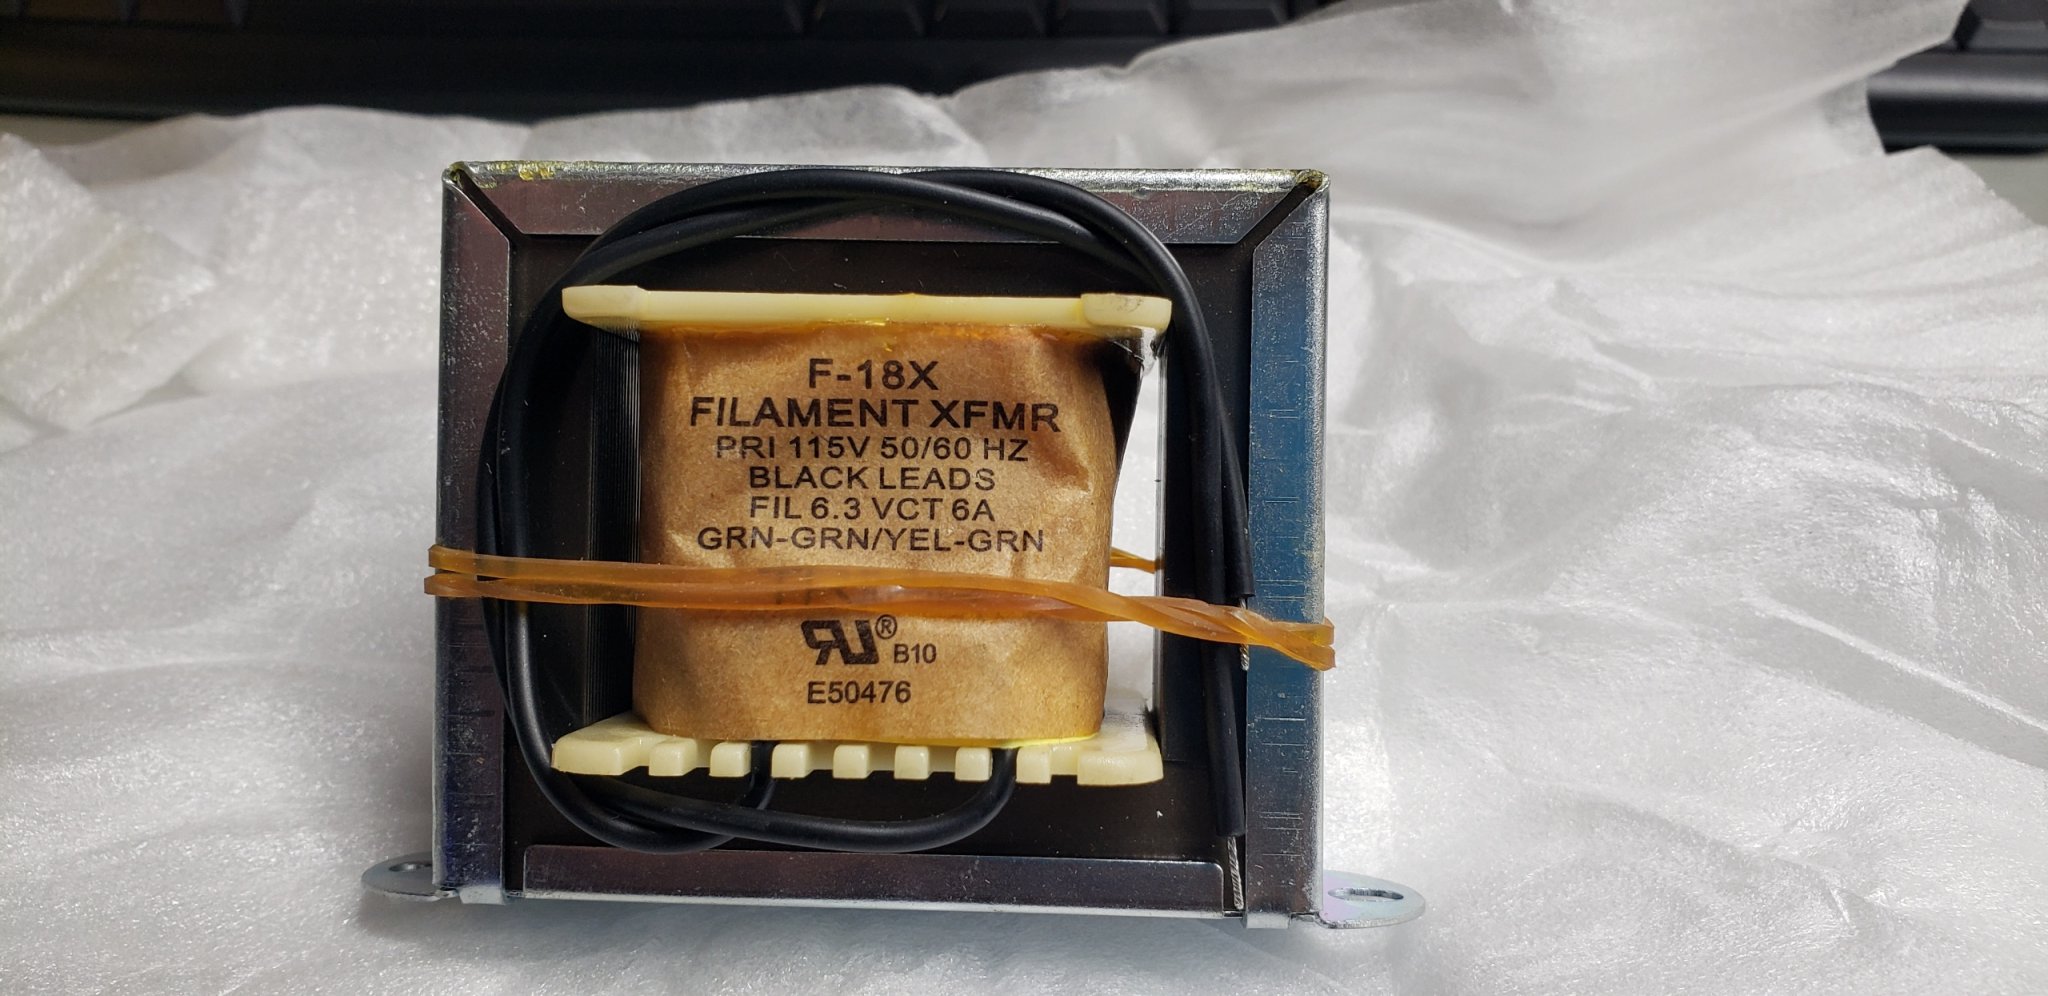 F-18X
FILAMENT XFMR
PRI 115V 50/60 HZ
BLACK LEADS
FIL 6.3 VCT 6A
GRN-GRN/YEL-GRN
® B10
E50476